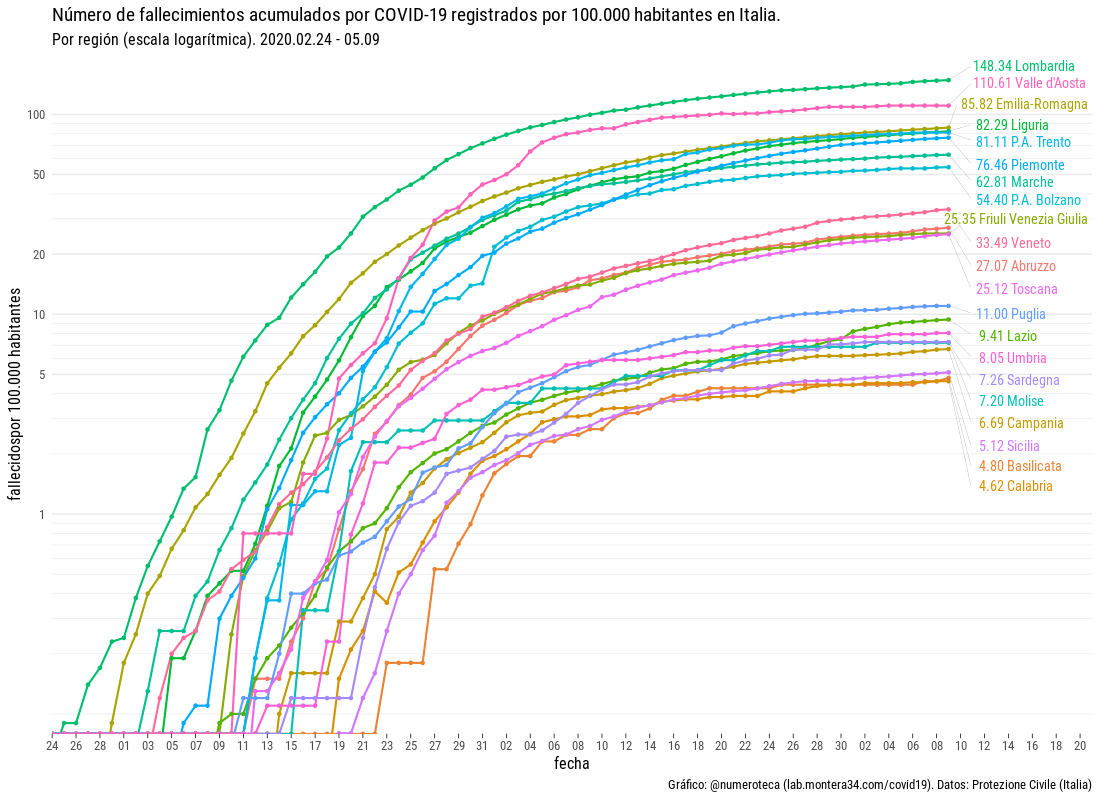 Número de fallecimientos acumulados por COVID-19 registrados por 100.000 habitantes en Italia.
Por región (escala logarítmica). 2020.02.24 - 05.09
148.34 Lombardia
110.61 Valle d'Aosta
85.82 Emilia-Romagna
82.29 Liguria
81.11 P.A. Trento
76.46 Piemonte
62.81 Marche
54.40 P.A. Bolzano
25.35 Friuli Venezia Giulia
33.49 Veneto
27.07 Abruzzo
25.12 Toscana
11.00 Puglia
9.41 Lazio
8.05 Umbria
7.26 Sardegna
7.20 Molise
6.69 Campania
5.12 Sicilia
4.80 Basilicata
4.62 Calabria
100
50
20
10
5
1
fallecidospor 100.000 habitantes
24 26 28 01 03 05 07 09 11 13 15 17 19 21 23 25 27 29 31 02 04 06 08 10 12 14 16 18 20 22 24 26 28 30 02 04 06 08 10 12 14 16 18 20
fecha
Gráfico: @numeroteca (lab.montera34.com/covid19). Datos: Protezione Civile (Italia)